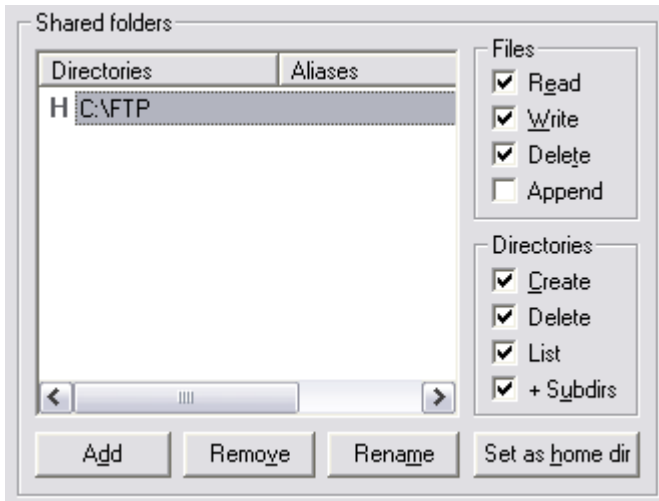 Shared folders
Directories Aliases
H C:\FTP
Files
Read
Write
Delete
Append
Directories
Create
Delete
List
+ Subdirs
Add Remove Rename Set as home dir